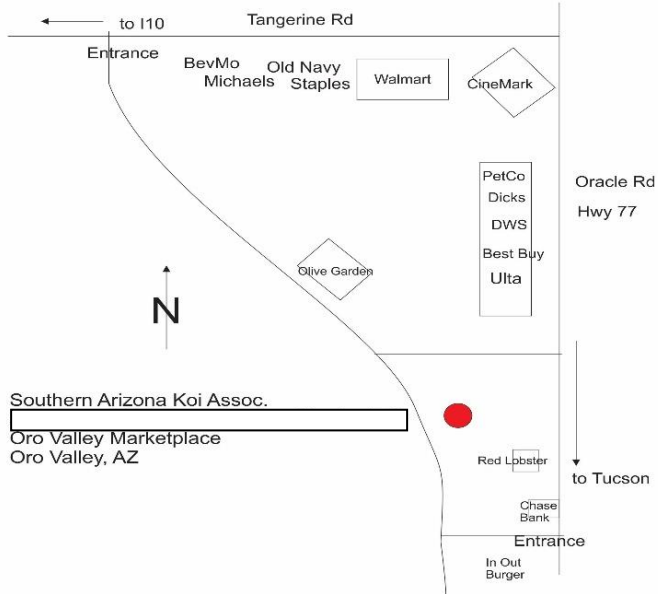 Tangerine Rd
to I10
Entrance
BevMo
Michaels
Old Navy
Staples
Walmart
CineMark
PetCo
Dicks
DWS
Best Buy
Ulta
Oracle Rd
Hwy 77
Olive Garden
N
Southern Arizona Koi Assoc.
Oro Valley Marketplace
Oro Valley, AZ
Red Lobster
to Tucson
Chase
Bank
Entrance
In Out
Burger